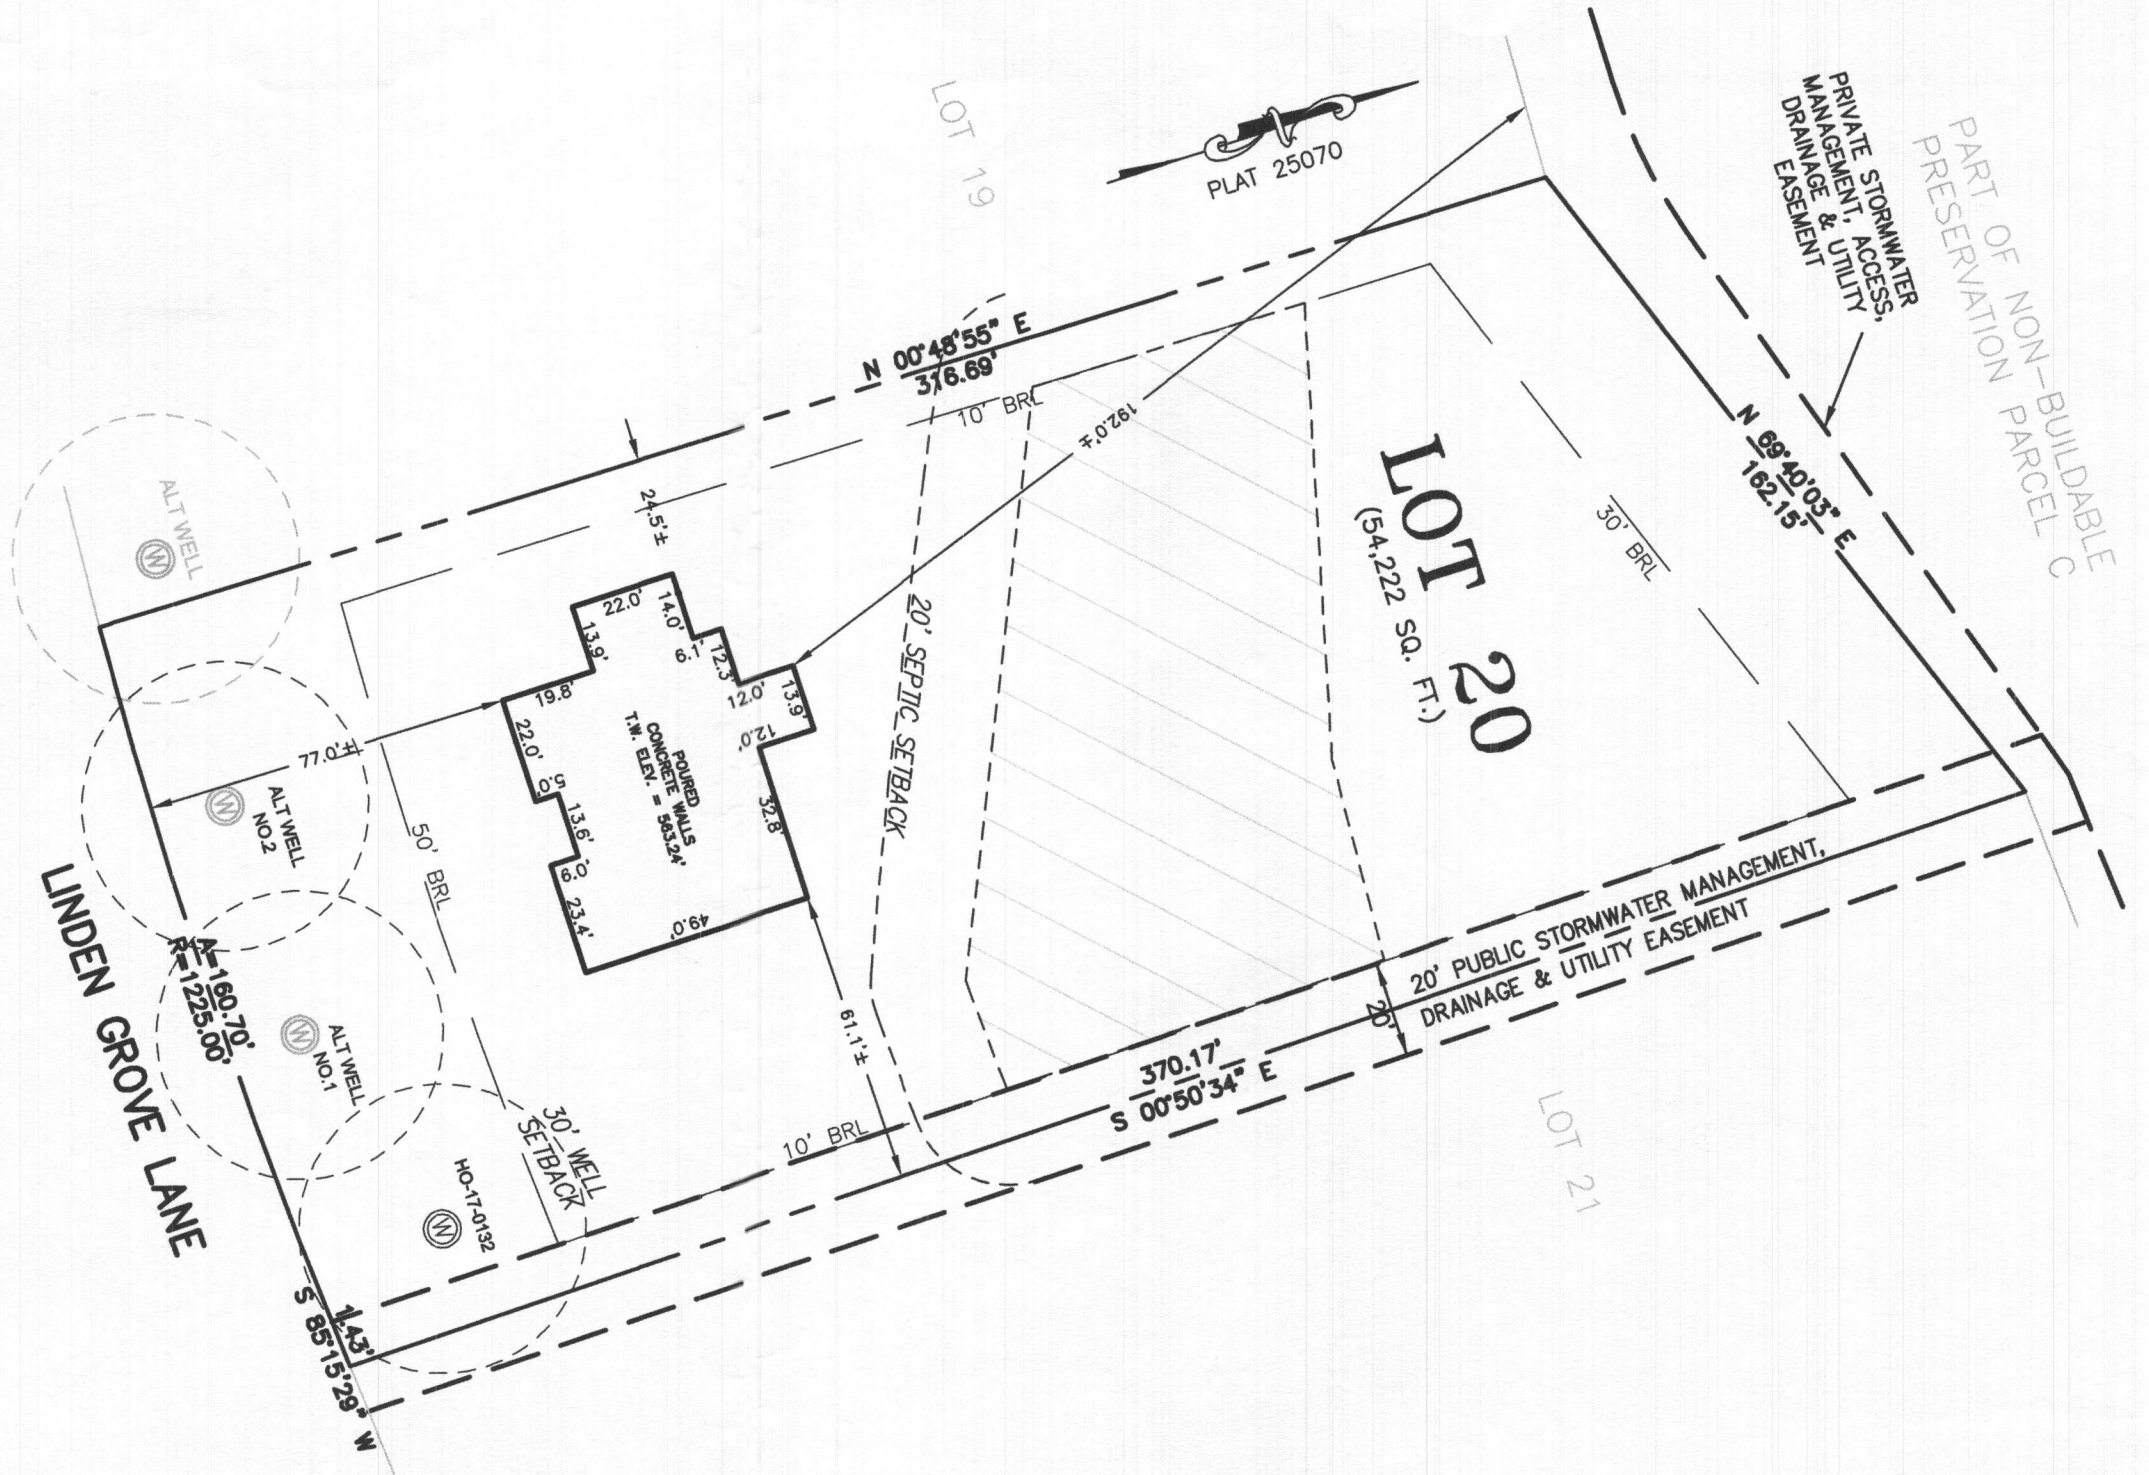 LOT 19
PLAT 25070
PRIVATE STORMWATER
MANAGEMENT, ACCESS,
DRAINAGE & UTILITY
EASEMENT
PART OF NON-BUILDABLE
PRESERVATION PARCEL C
N 00°48'55" E
316.69'
10' BRL
192.0'±
N 69°40'03" E
162.15'
30' BRL
LOT 20
(54,222 SQ. FT.)
24.5'±
ALT WELL
W
22.0'
14.0'
13.9'
6.1'
12.3'
19.8'
12.0'
13.9'
12.0'
22.0'
5.0'
13.6'
6.0'
23.4'
49.0'
32.8'
POURED
CONCRETE WALLS
T.W. ELEV. = 563.24'
20' SEPTIC SETBACK
77.0'±
ALT WELL
NO.2
W
50' BRL
LINDEN GROVE LANE
A=160.70'
R=1225.00'
ALT WELL
NO.1
W
61.1'±
20' PUBLIC STORMWATER MANAGEMENT,
DRAINAGE & UTILITY EASEMENT
20'
370.17'
S 00°50'34" E
LOT 21
10' BRL
30' WELL
SETBACK
HO-17-0132
W
1.43'
S 85°15'29" W